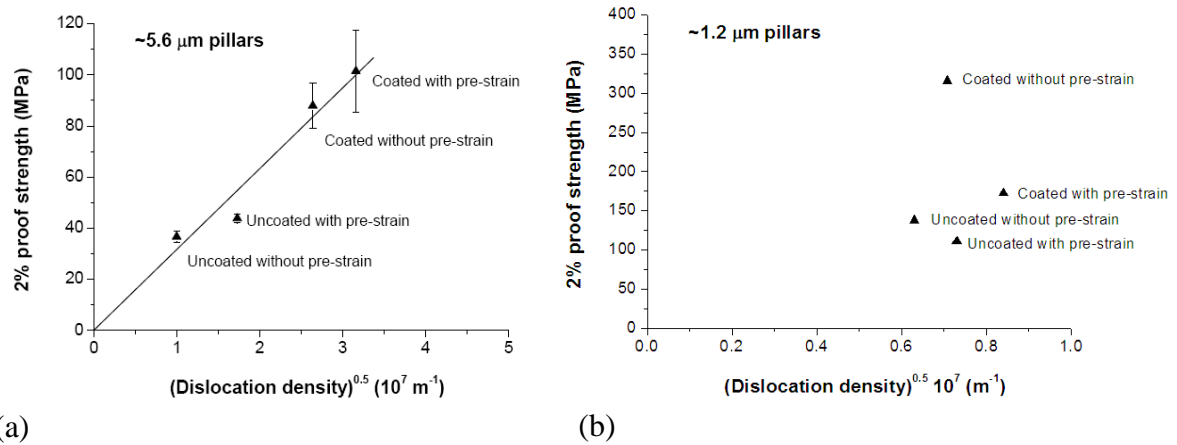 ~5.6 μm pillars
120
100
80
60
40
20
0
2% proof strength (MPa)
Coated with pre-strain
Coated without pre-strain
Uncoated with pre-strain
Uncoated without pre-strain
0 1 2 3 4 5
(Dislocation density)^0.5 (10^7 m^-1)
(a)
~1.2 μm pillars
400
350
300
250
200
150
100
50
0
2% proof strength (MPa)
Coated without pre-strain
Coated with pre-strain
Uncoated without pre-strain
Uncoated with pre-strain
0.0 0.2 0.4 0.6 0.8 1.0
(Dislocation density)^0.5 10^7 (m^-1)
(b)